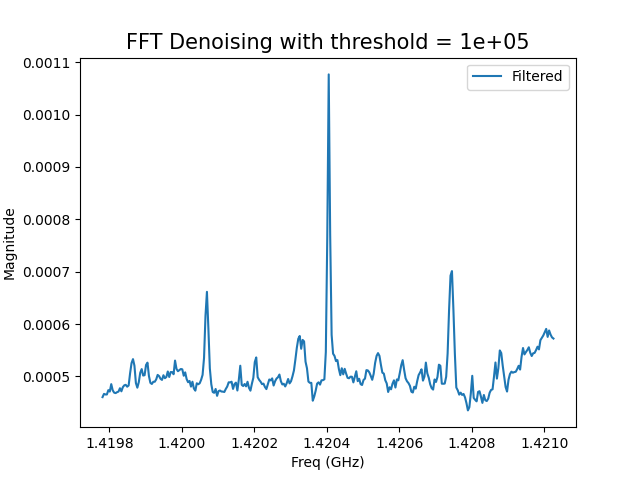 FFT Denoising with threshold = 1e+05
Filtered
0.0011
0.0010
0.0009
0.0008
0.0007
0.0006
0.0005
Magnitude
1.4198 1.4200 1.4202 1.4204 1.4206 1.4208 1.4210
Freq (GHz)